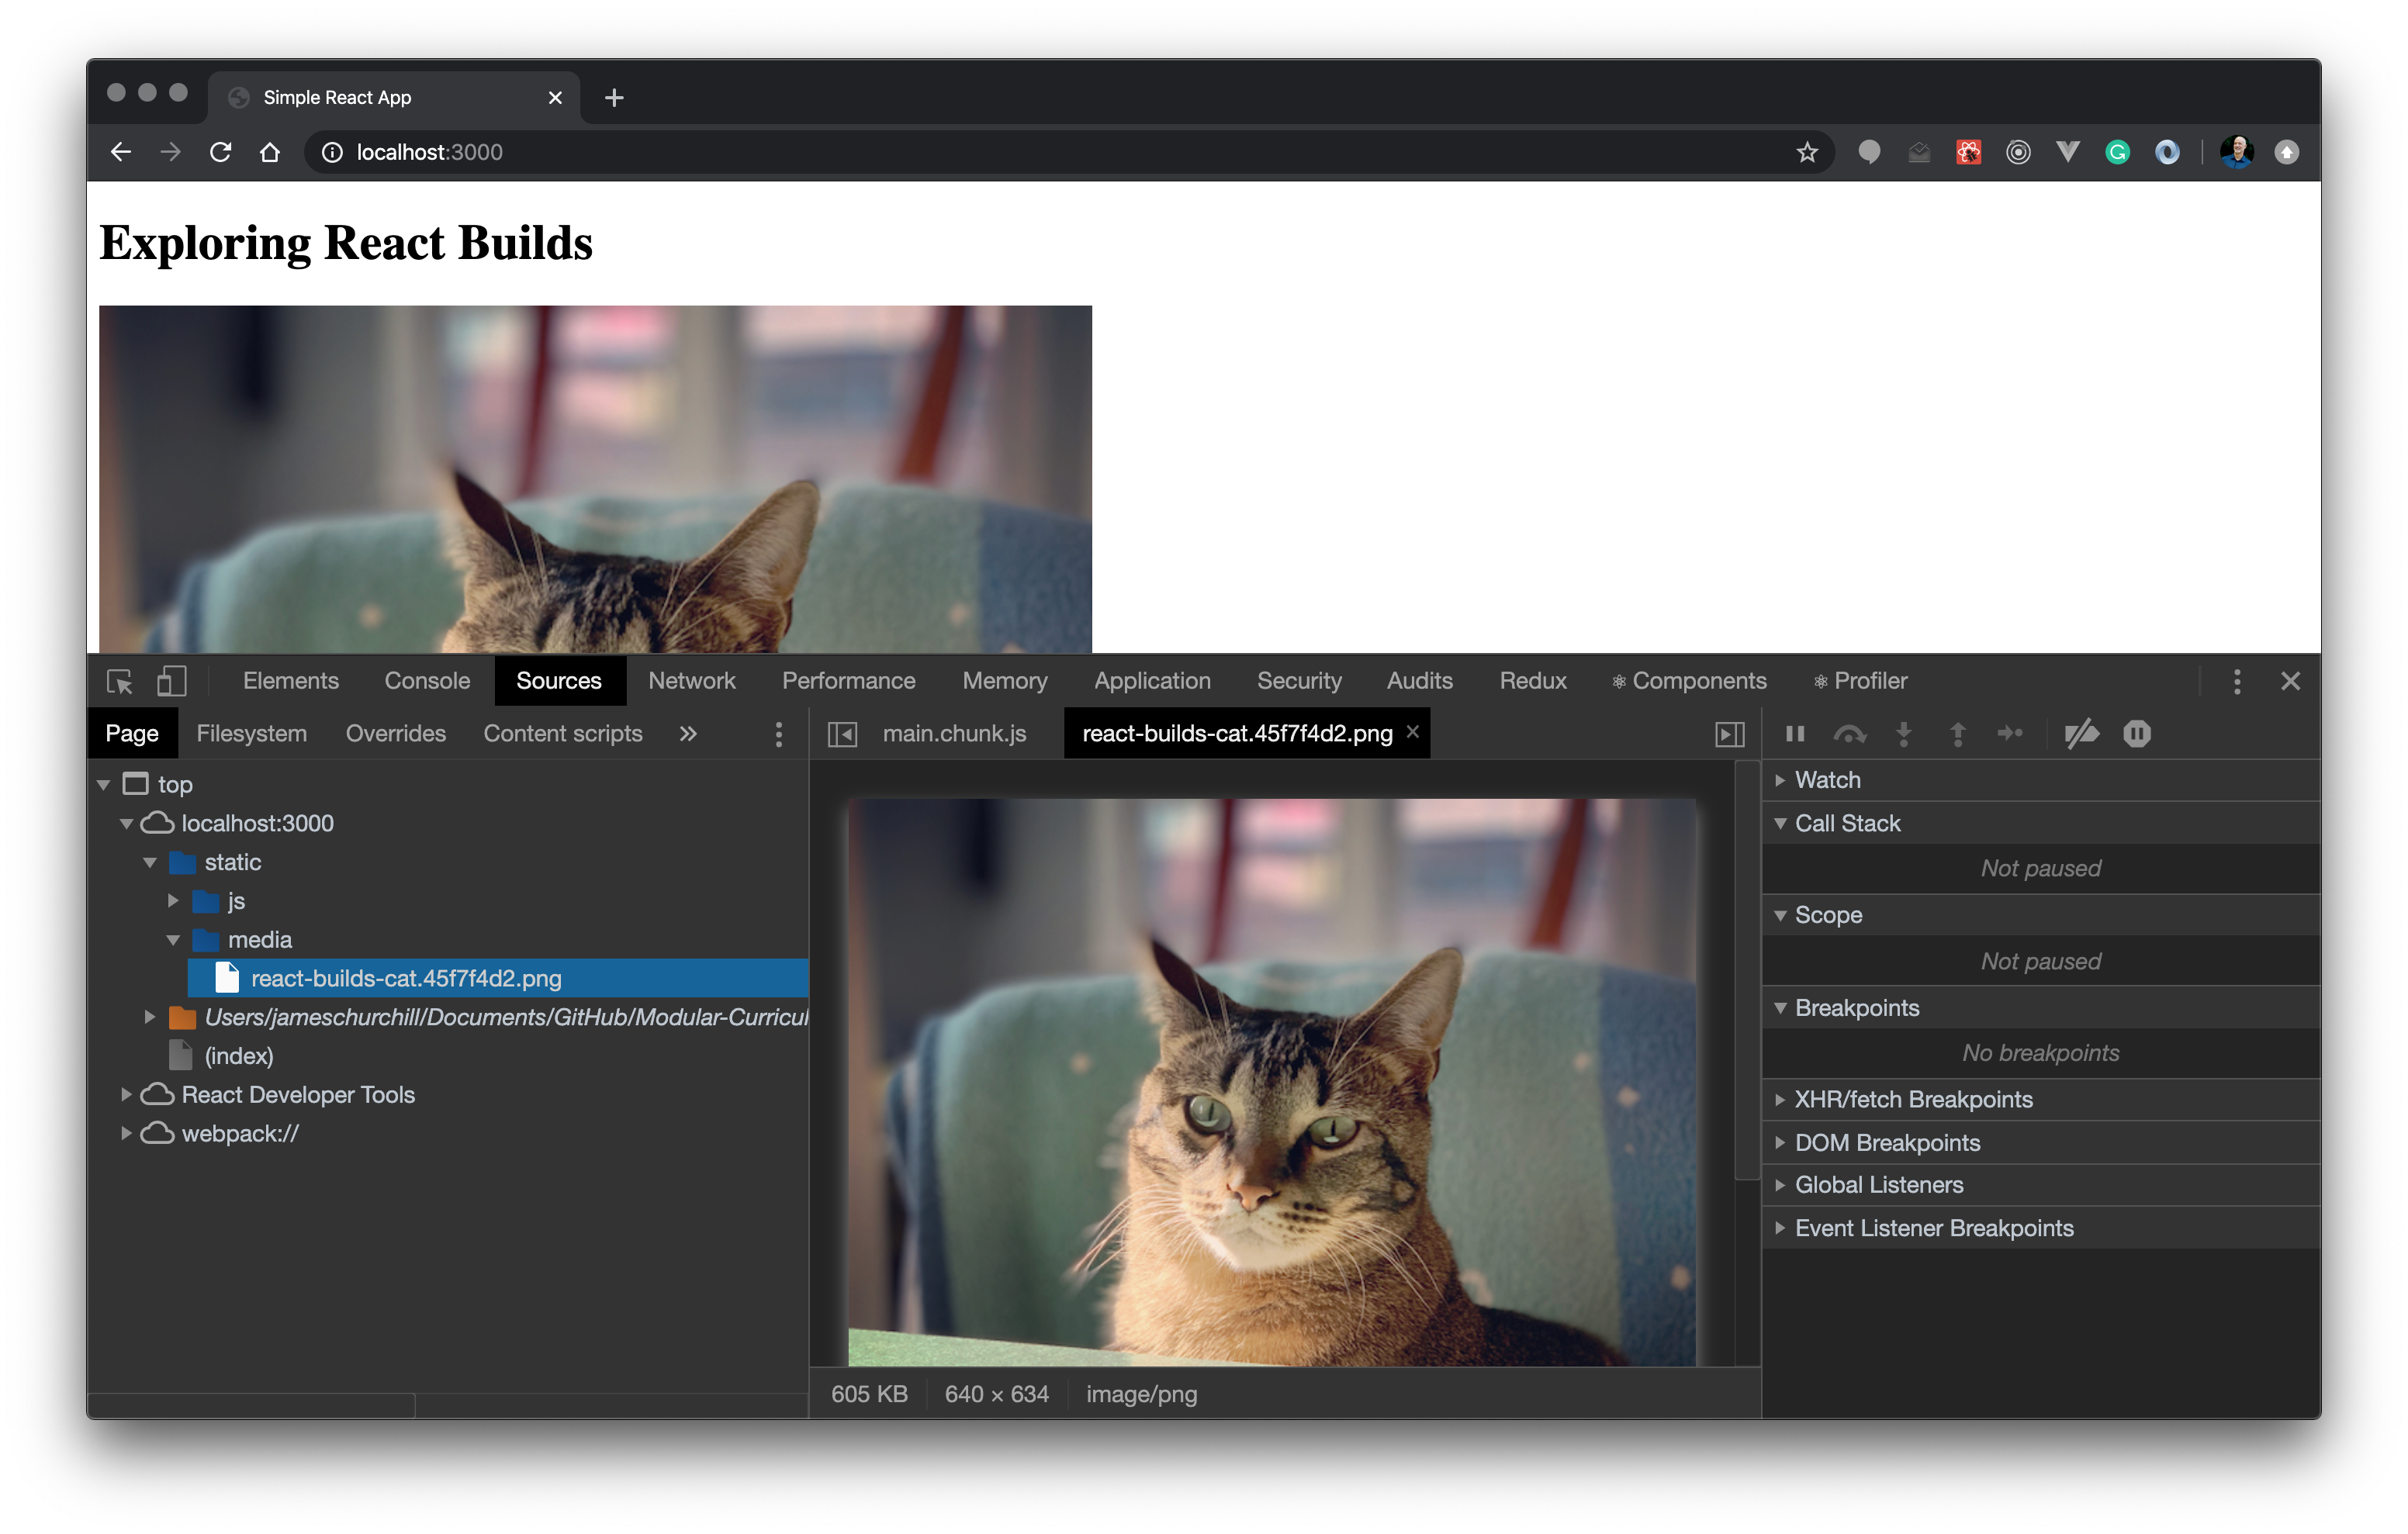 Simple React App
localhost:3000
Exploring React Builds
Elements Console Sources Network Performance Memory Application Security Audits Redux Components Profiler
Page Filesystem Overrides Content scripts
main.chunk.js react-builds-cat.45f7f4d2.png
top
localhost:3000
static
js
media
react-builds-cat.45f7f4d2.png
Users/jameschurchill/Documents/GitHub/Modular-Curricul
(index)
React Developer Tools
webpack://
605 KB 640 × 634 image/png
Watch
Call Stack
Not paused
Scope
Not paused
Breakpoints
No breakpoints
XHR/fetch Breakpoints
DOM Breakpoints
Global Listeners
Event Listener Breakpoints